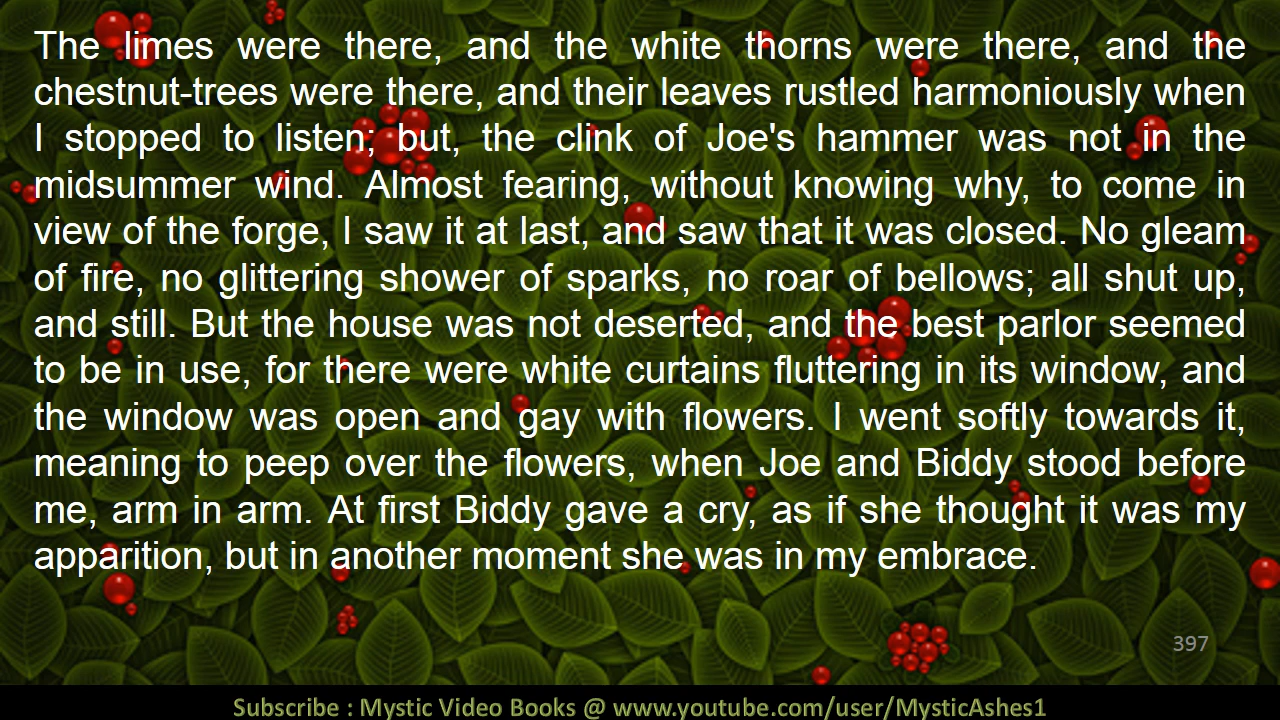 The limes were there, and the white thorns were there, and the
chestnut-trees were there, and their leaves rustled harmoniously when
I stopped to listen; but, the clink of Joe's hammer was not in the
midsummer wind. Almost fearing, without knowing why, to come in
view of the forge, I saw it at last, and saw that it was closed. No gleam
of fire, no glittering shower of sparks, no roar of bellows; all shut up,
and still. But the house was not deserted, and the best parlor seemed
to be in use, for there were white curtains fluttering in its window, and
the window was open and gay with flowers. I went softly towards it,
meaning to peep over the flowers, when Joe and Biddy stood before
me, arm in arm. At first Biddy gave a cry, as if she thought it was my
apparition, but in another moment she was in my embrace.
397
Subscribe : Mystic Video Books @ www.youtube.com/user/MysticAshes1